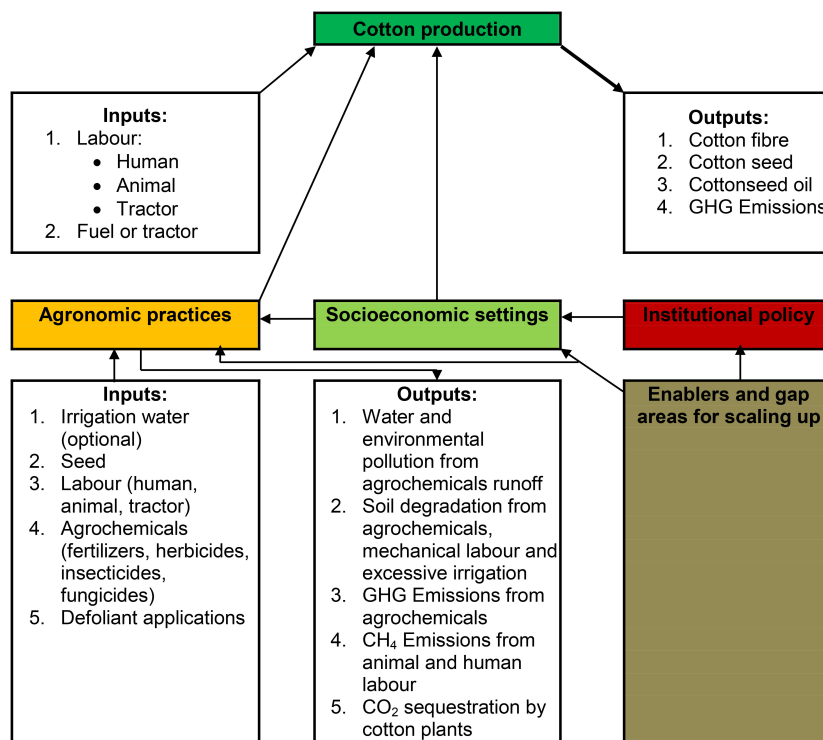 Cotton production
Inputs:
1. Labour:
• Human
• Animal
• Tractor
2. Fuel or tractor
Outputs:
1. Cotton fibre
2. Cotton seed
3. Cottonseed oil
4. GHG Emissions
Agronomic practices
Socioeconomic settings
Institutional policy
Inputs:
1. Irrigation water
(optional)
2. Seed
3. Labour (human,
animal, tractor)
4. Agrochemicals
(fertilizers, herbicides,
insecticides,
fungicides)
5. Defoliant applications
Outputs:
1. Water and
environmental
pollution from
agrochemicals runoff
2. Soil degradation from
agrochemicals,
mechanical labour and
excessive irrigation
3. GHG Emissions from
agrochemicals
4. CH₄ Emissions from
animal and human
labour
5. CO₂ sequestration by
cotton plants
Enablers and gap
areas for scaling up